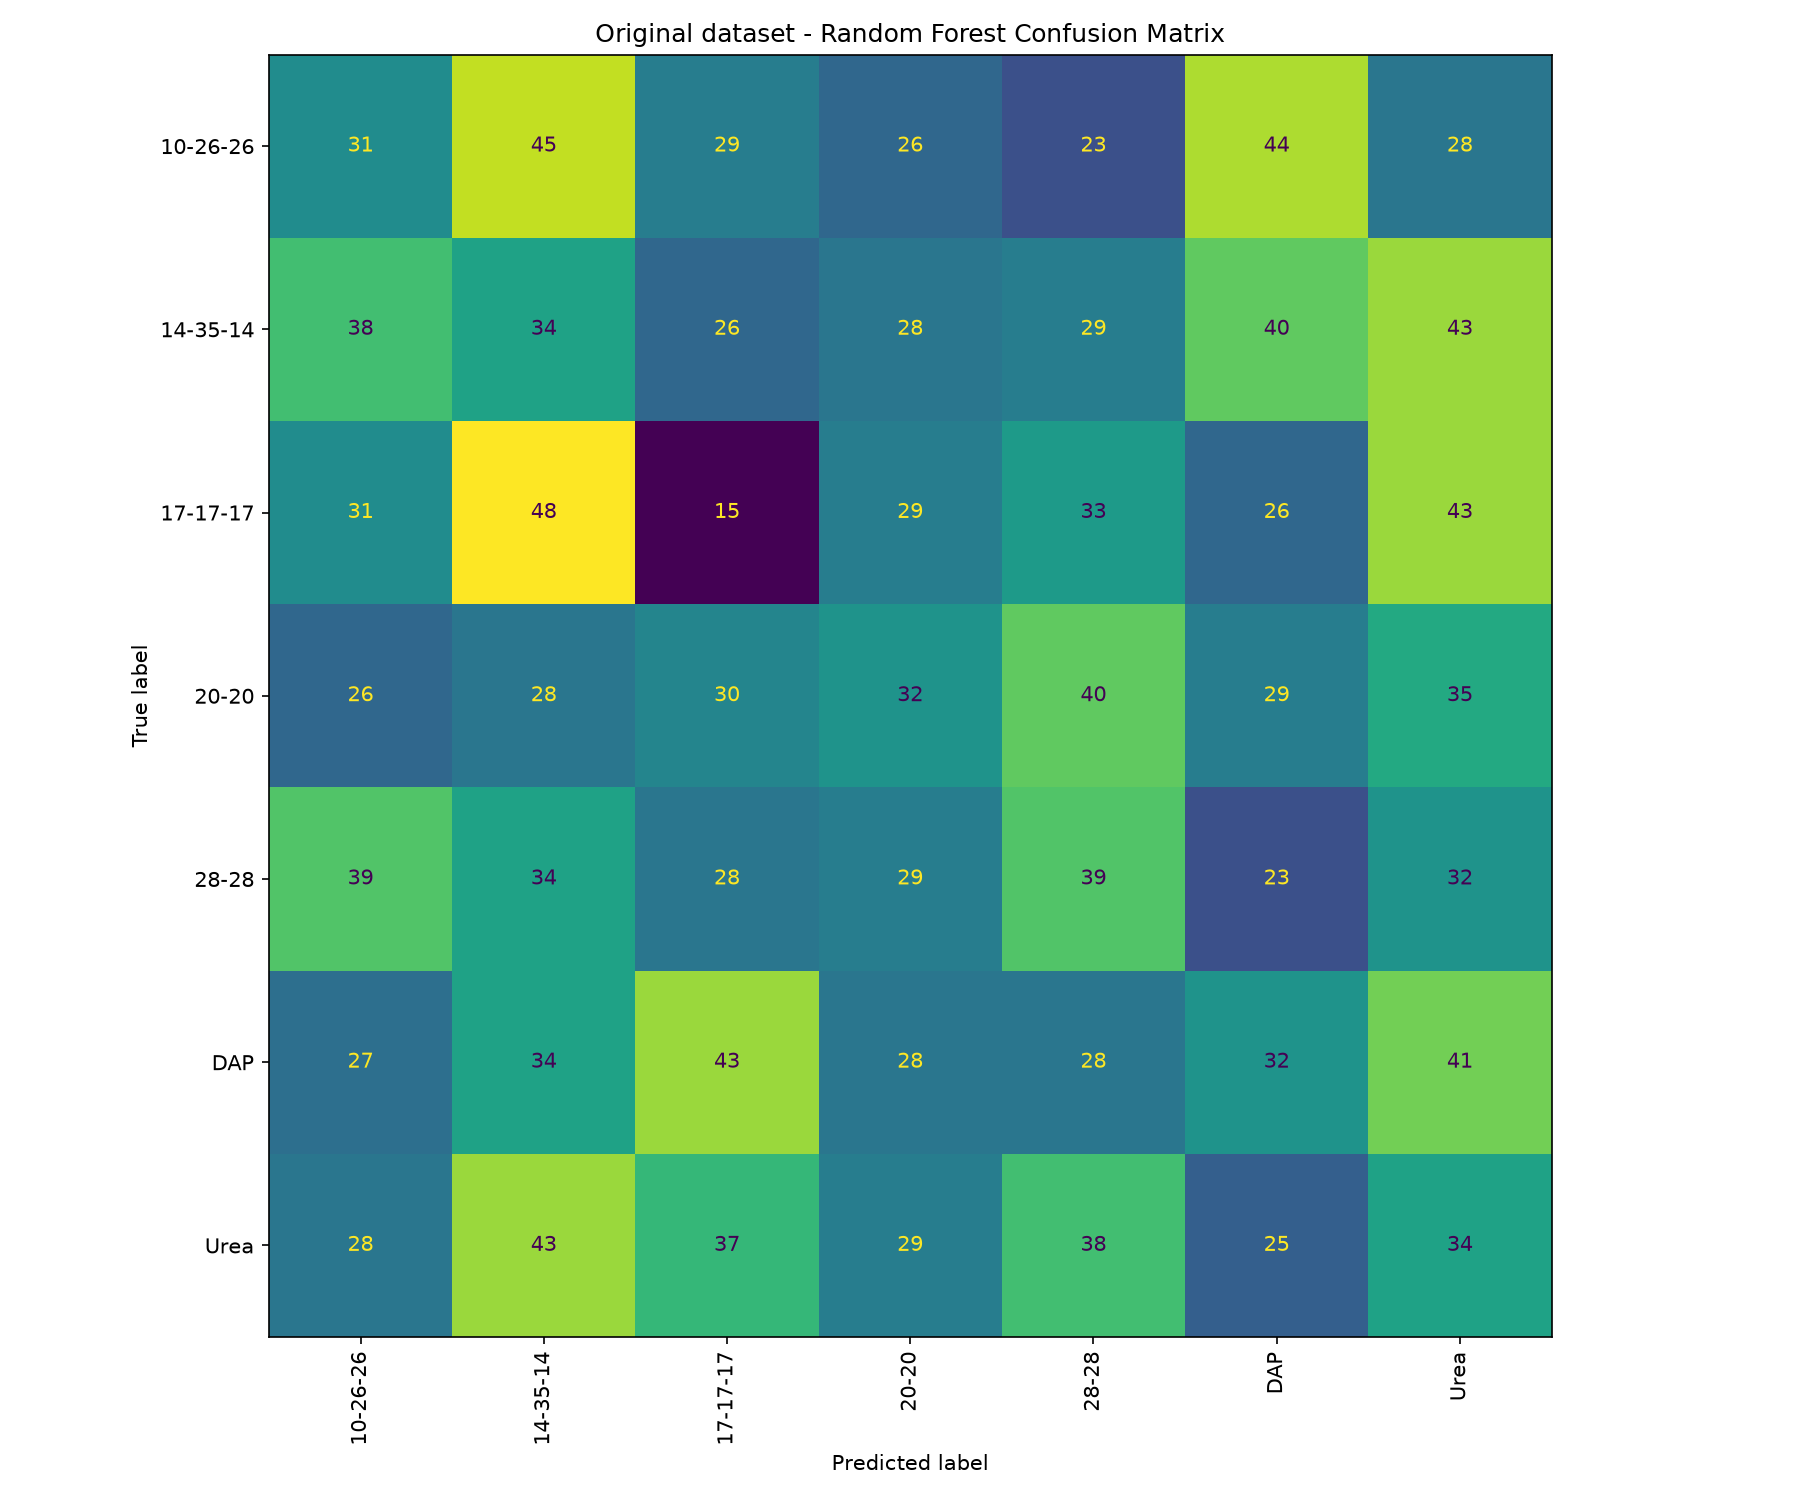 Original dataset - Random Forest Confusion Matrix
True label
10-26-26 31 45 29 26 23 44 28
14-35-14 38 34 26 28 29 40 43
17-17-17 31 48 15 29 33 26 43
20-20 26 28 30 32 40 29 35
28-28 39 34 28 29 39 23 32
DAP 27 34 43 28 28 32 41
Urea 28 43 37 29 38 25 34
10-26-26 14-35-14 17-17-17 20-20 28-28 DAP Urea
Predicted label